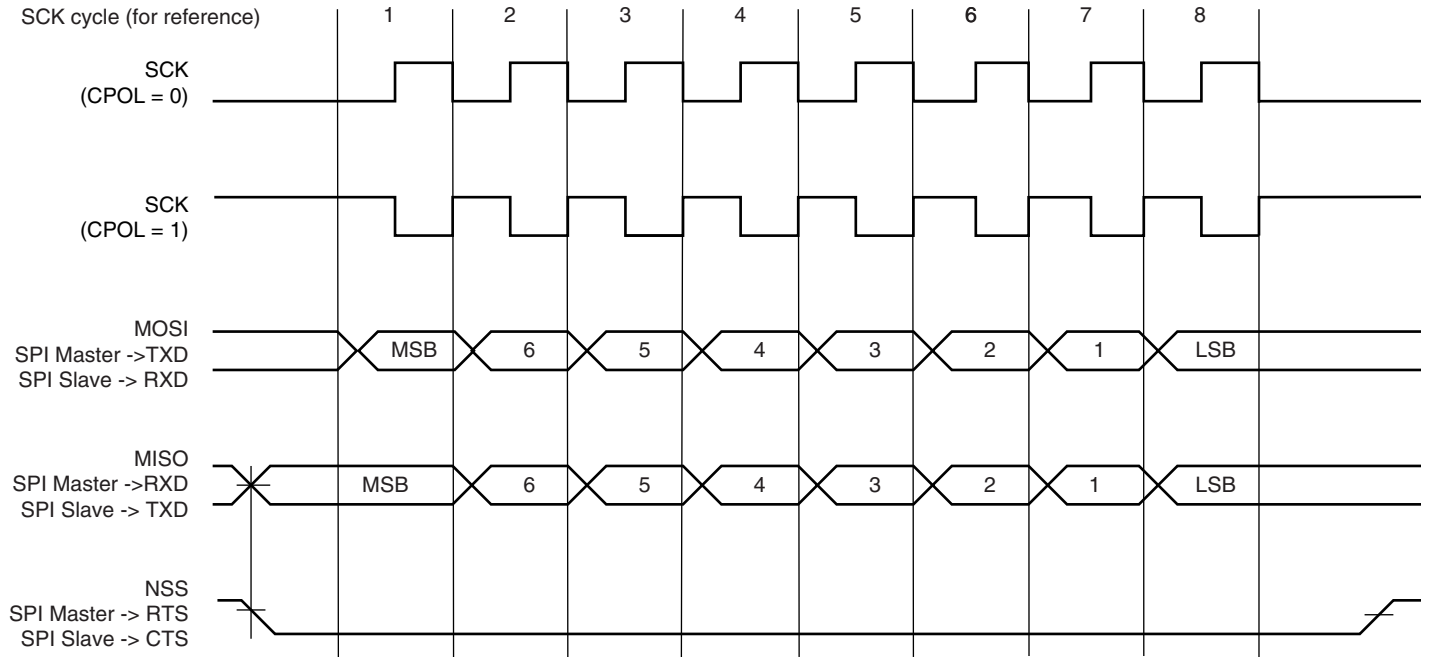 SCK cycle (for reference) 1 2 3 4 5 6 7 8
SCK
(CPOL = 0)
SCK
(CPOL = 1)
MOSI
SPI Master ->TXD
SPI Slave -> RXD
MSB 6 5 4 3 2 1 LSB
MISO
SPI Master ->RXD
SPI Slave -> TXD
MSB 6 5 4 3 2 1 LSB
NSS
SPI Master -> RTS
SPI Slave -> CTS